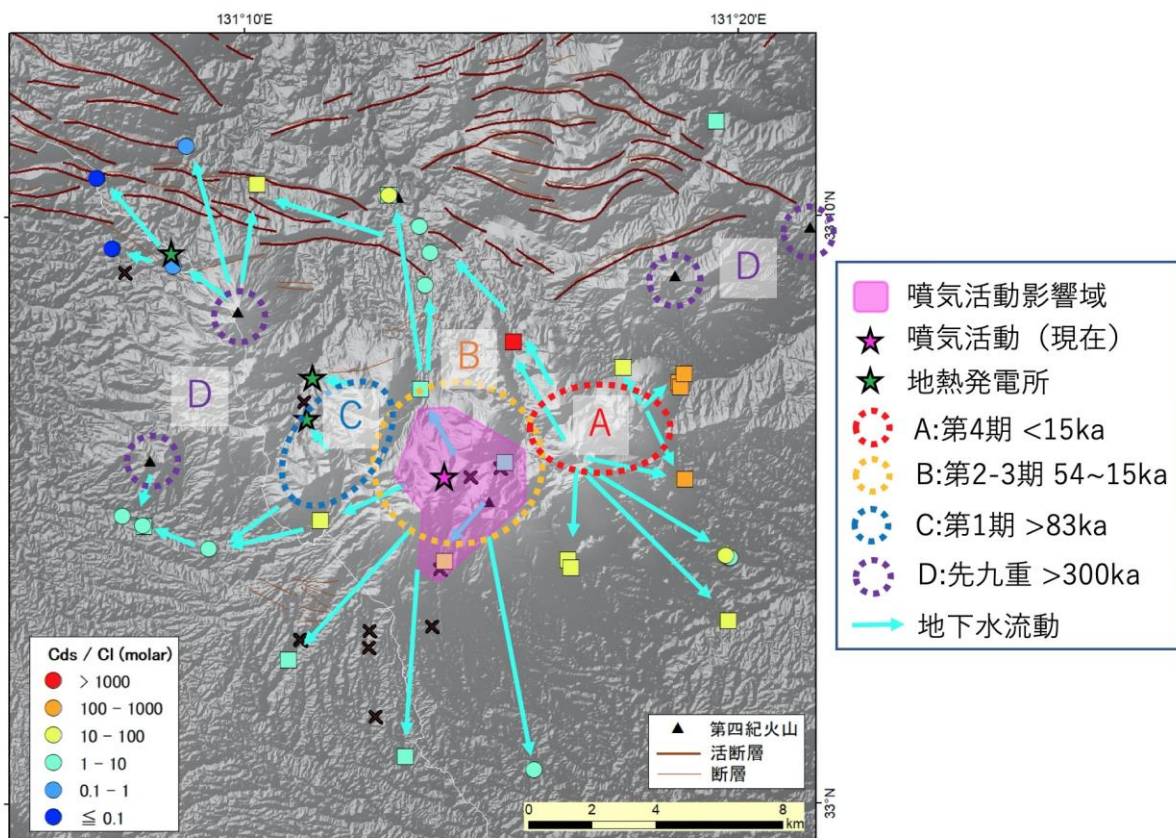 131°10'E
131°20'E
33°10'N
33°N
D
B
D
C
A
噴気活動影響域
噴気活動（現在）
地熱発電所
A:第4期 <15ka
B:第2-3期 54~15ka
C:第1期 >83ka
D:先九重 >300ka
地下水流動
Cds / Cl (molar)
> 1000
100 - 1000
10 - 100
1 - 10
0.1 - 1
≦ 0.1
第四紀火山
活断層
断層
0 2 4 8
km